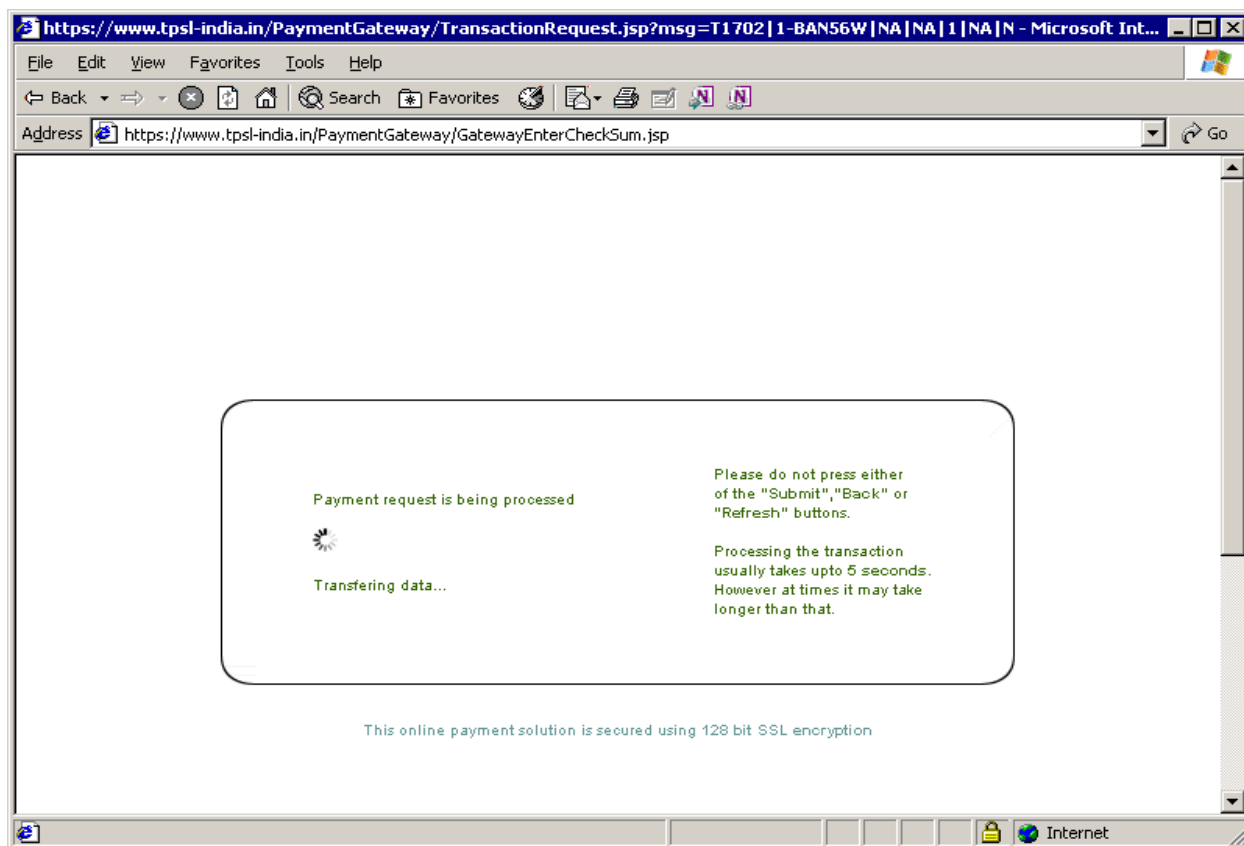 https://www.tpsl-india.in/PaymentGateway/TransactionRequest.jsp?msg=T1702|1-BAN56W|NA|NA|1|NA|N - Microsoft Int...
File Edit View Favorites Tools Help
Back Search Favorites
Address https://www.tpsl-india.in/PaymentGateway/GatewayEnterCheckSum.jsp Go
Payment request is being processed
Transfering data...
Please do not press either
of the "Submit","Back" or
"Refresh" buttons.
Processing the transaction
usually takes upto 5 seconds.
However at times it may take
longer than that.
This online payment solution is secured using 128 bit SSL encryption
Internet